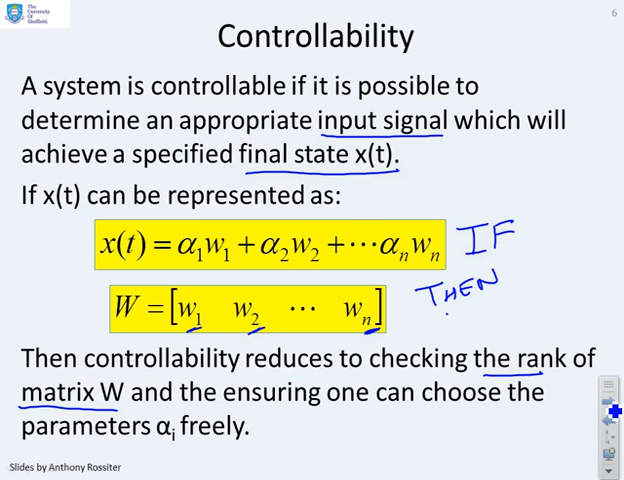 The
University
Of
Sheffield.
6
Controllability
A system is controllable if it is possible to
determine an appropriate input signal which will
achieve a specified final state x(t).
If x(t) can be represented as:
x(t) = α₁w₁ + α₂w₂ + ⋯αₙwₙ IF
THEN
W = [w₁ w₂ ⋯ wₙ]
Then controllability reduces to checking the rank of
matrix W and the ensuring one can choose the
parameters αᵢ freely.
Slides by Anthony Rossiter